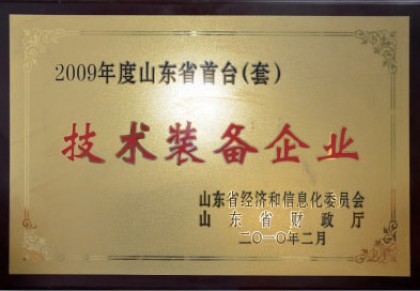 2009年度山东省首台(套)
技术装备企业
山东省经济和信息化委员会
山东省财政厅
二〇一〇年二月